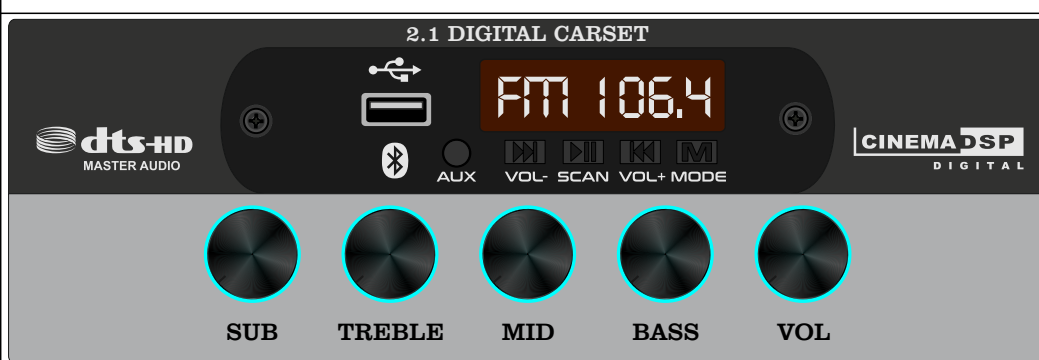 2.1 DIGITAL CARSET
FM 106.4
dts-HD
MASTER AUDIO
CINEMA DSP
DIGITAL
M
AUX
VOL- SCAN VOL+ MODE
SUB TREBLE MID BASS VOL